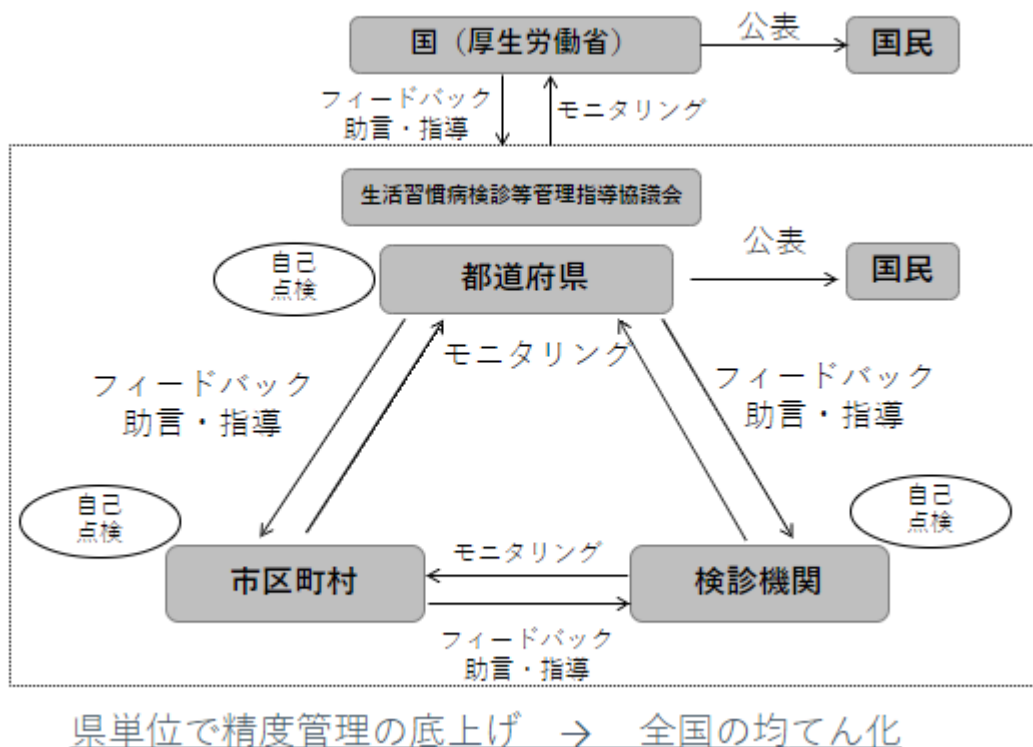 国（厚生労働省）
公表
国民
フィードバック
助言・指導
モニタリング
生活習慣病検診等管理指導協議会
自己
点検
都道府県
公表
国民
モニタリング
フィードバック
助言・指導
フィードバック
助言・指導
自己
点検
自己
点検
市区町村
モニタリング
検診機関
フィードバック
助言・指導
県単位で精度管理の底上げ → 全国の均てん化